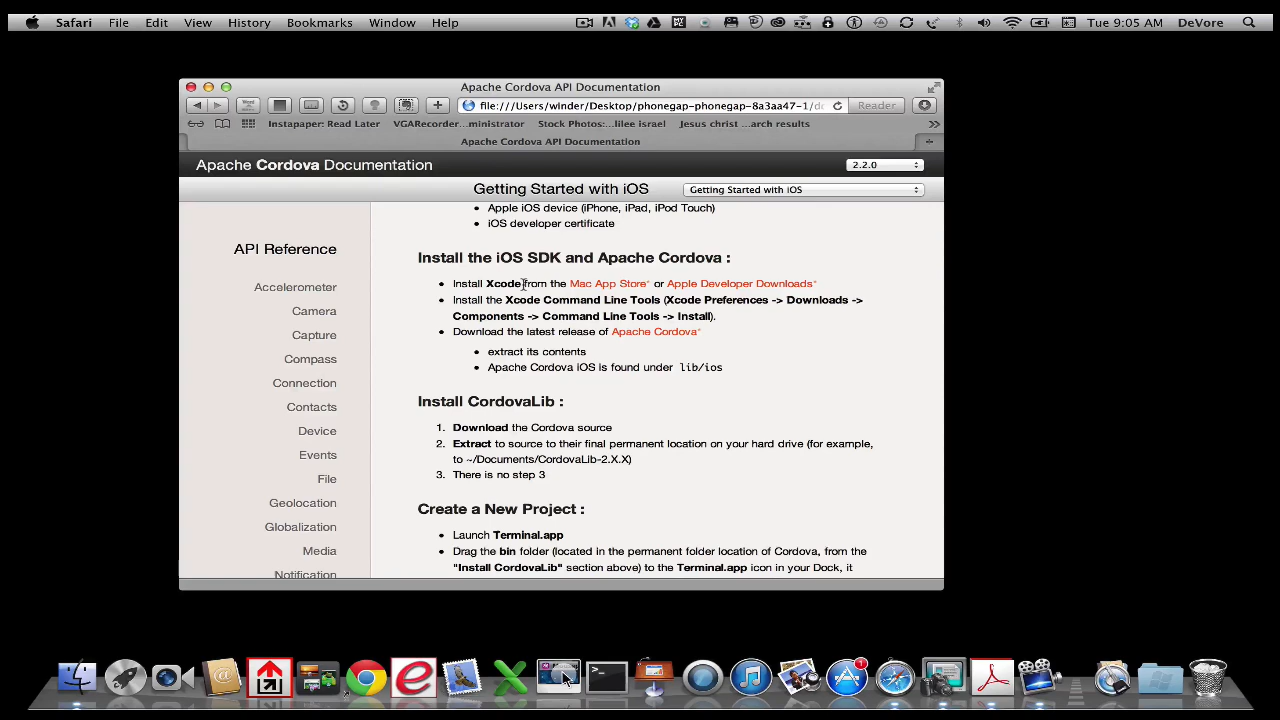 Safari File Edit View History Bookmarks Window Help Tue 9:05 AM DeVore
Apache Cordova API Documentation
file:///Users/winder/Desktop/phonegap-phonegap-8a3aa47-1/do Reader
Instapaper: Read Later VGARecorder...ministrator Stock Photos:...lilee israel Jesus christ ...arch results
Apache Cordova API Documentation
Apache Cordova Documentation 2.2.0
Getting Started with iOS Getting Started with iOS
• Apple iOS device (iPhone, iPad, iPod Touch)
• iOS developer certificate
API Reference
Accelerometer
Camera
Capture
Compass
Connection
Contacts
Device
Events
File
Geolocation
Globalization
Media
Notification
Install the iOS SDK and Apache Cordova :
• Install Xcode from the Mac App Store* or Apple Developer Downloads*
• Install the Xcode Command Line Tools (Xcode Preferences -> Downloads ->
Components -> Command Line Tools -> Install).
• Download the latest release of Apache Cordova*
• extract its contents
• Apache Cordova iOS is found under lib/ios
Install CordovaLib :
1. Download the Cordova source
2. Extract to source to their final permanent location on your hard drive (for example,
to ~/Documents/CordovaLib-2.X.X)
3. There is no step 3
Create a New Project :
• Launch Terminal.app
• Drag the bin folder (located in the permanent folder location of Cordova, from the
"Install CordovaLib" section above) to the Terminal.app icon in your Dock, it